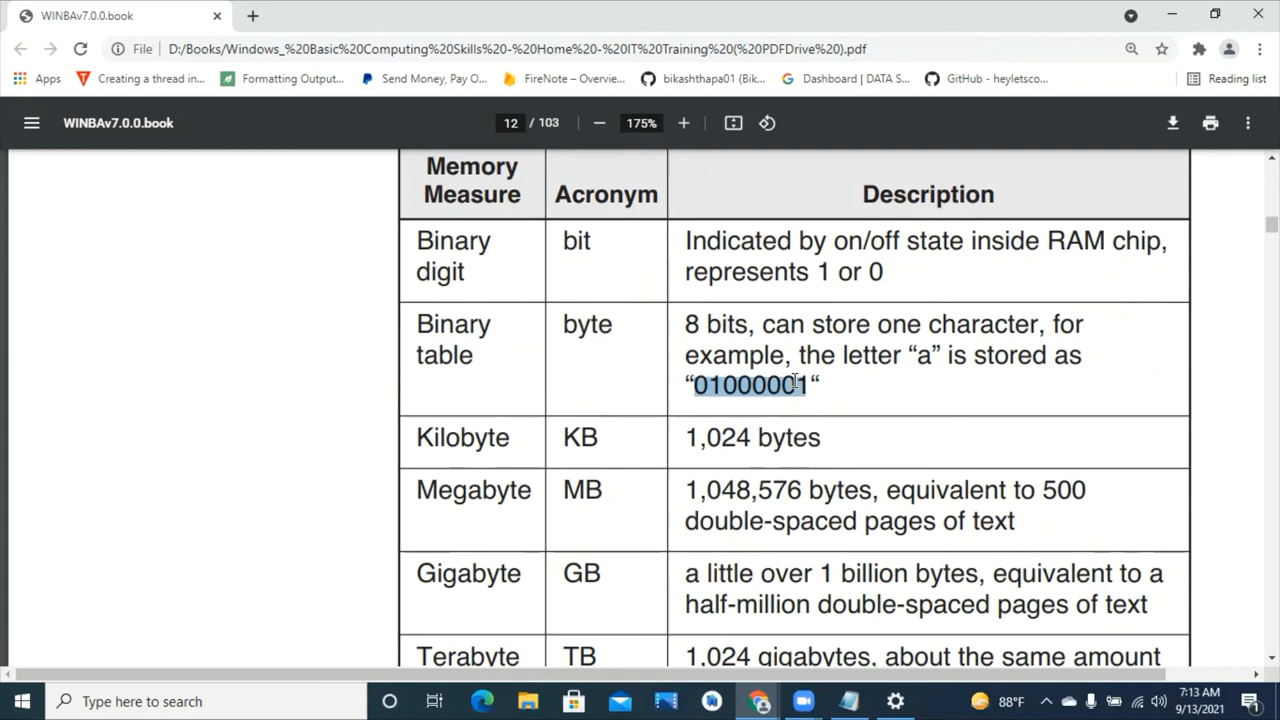 WINBAv7.0.0.book
File D:/Books/Windows_%20Basic%20Computing%20Skills%20-%20Home%20-%20IT%20Training%20(%20PDFDrive%20).pdf
Apps Creating a thread in... Formatting Output... Send Money, Pay O... FireNote – Overvie... bikashthapa01 (Bik... Dashboard | DATA S... GitHub - heyletsco... Reading list
WINBAv7.0.0.book 12 / 103 175%
Memory
Measure Acronym Description
Binary
digit
bit
Indicated by on/off state inside RAM chip,
represents 1 or 0
Binary
table
byte
8 bits, can store one character, for
example, the letter “a” is stored as
“01000001“
Kilobyte KB 1,024 bytes
Megabyte MB 1,048,576 bytes, equivalent to 500
double-spaced pages of text
Gigabyte GB a little over 1 billion bytes, equivalent to a
half-million double-spaced pages of text
Terabyte TB 1,024 gigabytes, about the same amount
Type here to search
88°F
7:13 AM
9/13/2021
1